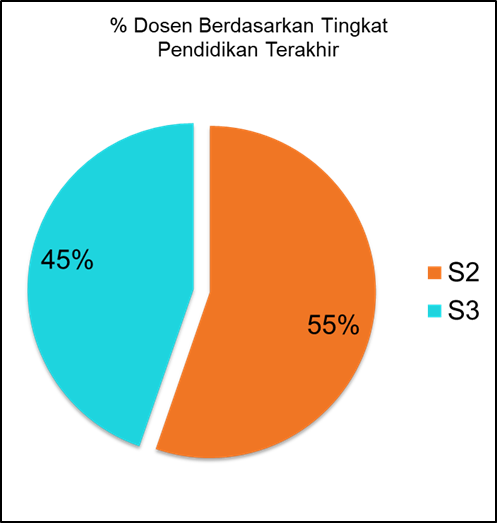 % Dosen Berdasarkan Tingkat
Pendidikan Terakhir
45%
55%
S2
S3